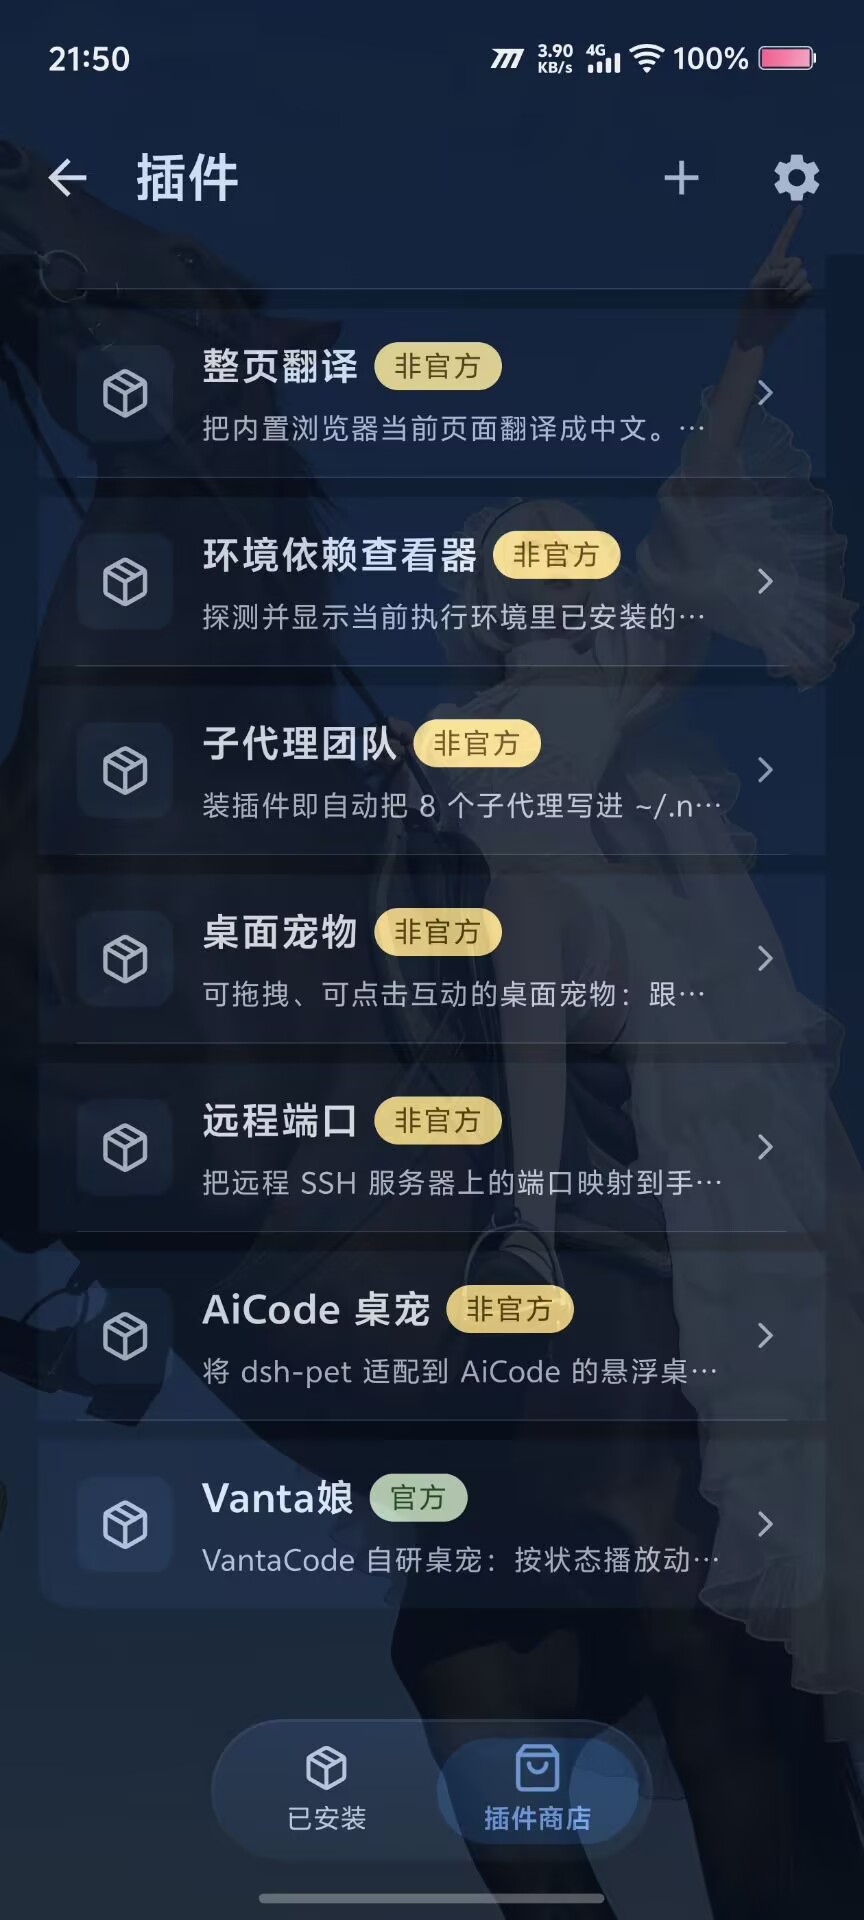 21:50
3.90 KB/s 4G 100%
插件
整页翻译 非官方
把内置浏览器当前页面翻译成中文。…
环境依赖查看器 非官方
探测并显示当前执行环境里已安装的…
子代理团队 非官方
装插件即自动把 8 个子代理写进 ~/.n…
桌面宠物 非官方
可拖拽、可点击互动的桌面宠物：跟…
远程端口 非官方
把远程 SSH 服务器上的端口映射到手…
AiCode 桌宠 非官方
将 dsh-pet 适配到 AiCode 的悬浮桌…
Vanta娘 官方
VantaCode 自研桌宠：按状态播放动…
已安装 插件商店